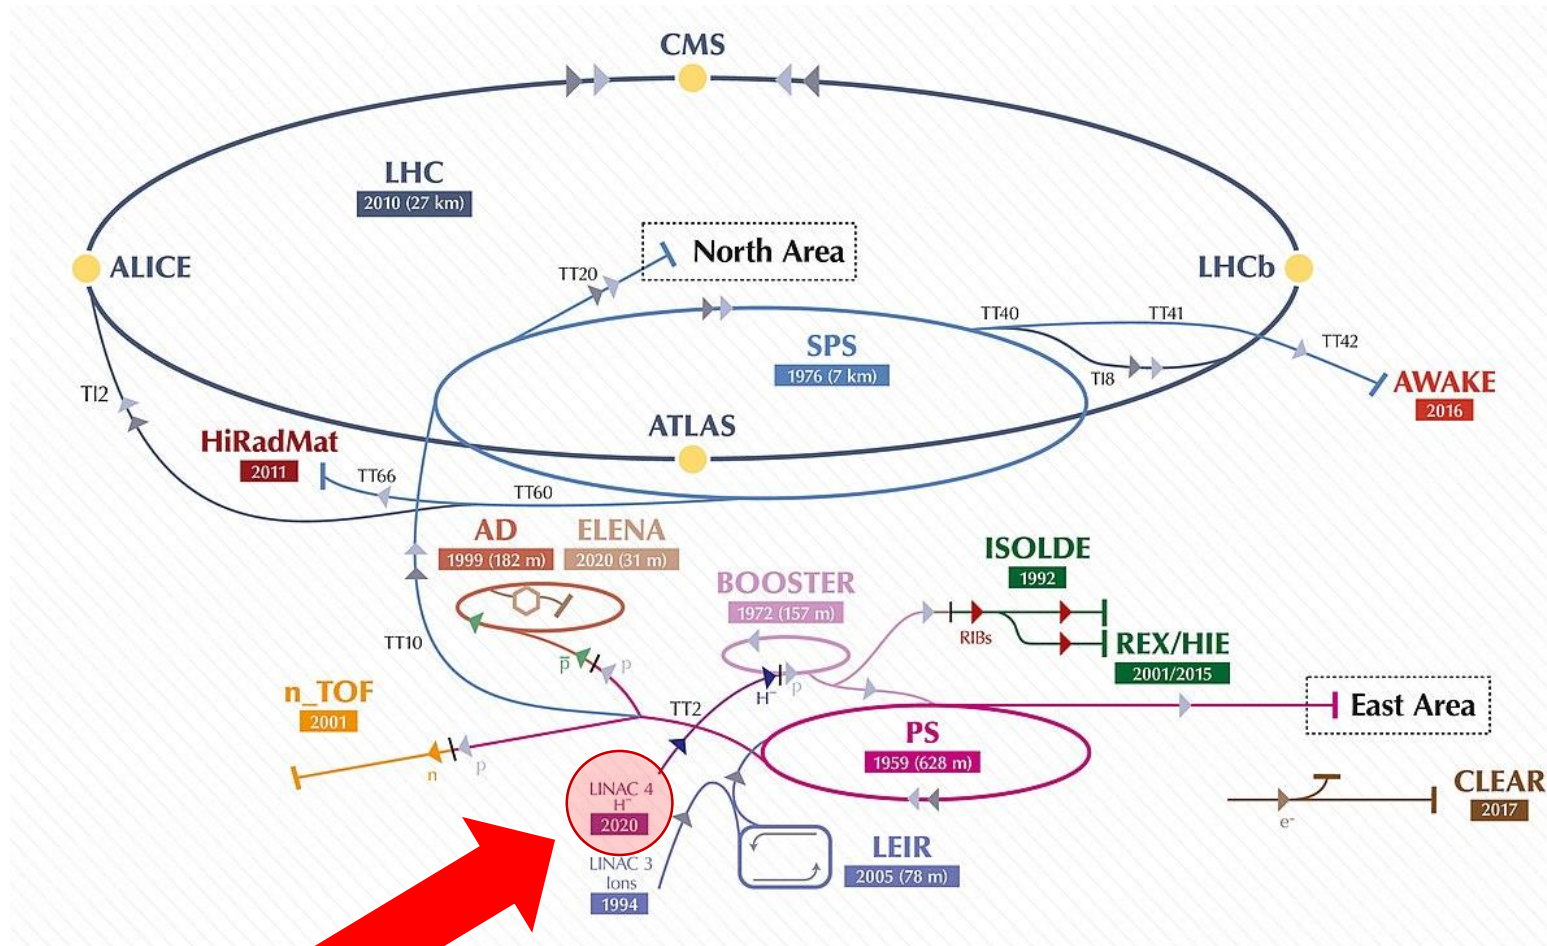 CMS
LHC
2010 (27 km)
North Area
ALICE
LHCb
TT20
TT40
TT41
TT42
SPS
1976 (7 km)
TI8
TI2
AWAKE
2016
ATLAS
HiRadMat
2011
TT66
TT60
AD
1999 (182 m)
ELENA
2020 (31 m)
ISOLDE
1992
BOOSTER
1972 (157 m)
RIBs
REX/HIE
2001/2015
TT10
p̅
p
H⁻
p
n_TOF
2001
TT2
East Area
PS
1959 (628 m)
n
p
LINAC 4
H⁻
2020
CLEAR
2017
e⁻
LINAC 3
Ions
1994
LEIR
2005 (78 m)